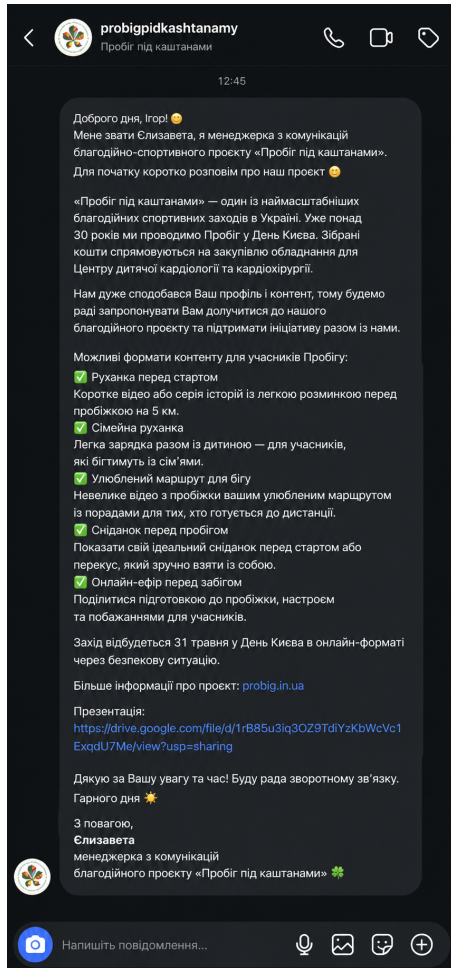 probigpidkashtanamy
Пробіг під каштанами
12:45
Доброго дня, Ігор! 😊
Мене звати Єлизавета, я менеджерка з комунікацій
благодійно-спортивного проєкту «Пробіг під каштанами».
Для початку коротко розповім про наш проєкт 😊
«Пробіг під каштанами» — один із наймасштабніших
благодійних спортивних заходів в Україні. Уже понад
30 років ми проводимо Пробіг у День Києва. Зібрані
кошти спрямовуються на закупівлю обладнання для
Центру дитячої кардіології та кардіохірургії.
Нам дуже сподобався Ваш профіль і контент, тому будемо
раді запропонувати Вам долучитися до нашого
благодійного проєкту та підтримати ініціативу разом із нами.
Можливі формати контенту для учасників Пробігу:
✅ Руханка перед стартом
Коротке відео або серія історій із легкою розминкою перед
пробіжкою на 5 км.
✅ Сімейна руханка
Легка зарядка разом із дитиною — для учасників,
які бігтимуть із сім'ями.
✅ Улюблений маршрут для бігу
Невелике відео з пробіжки вашим улюбленим маршрутом
із порадами для тих, хто готується до дистанції.
✅ Сніданок перед пробігом
Показати свій ідеальний сніданок перед стартом або
перекус, який зручно взяти із собою.
✅ Онлайн-ефір перед забігом
Поділитися підготовкою до пробіжки, настроєм
та побажаннями для учасників.
Захід відбудеться 31 травня у День Києва в онлайн-форматі
через безпекову ситуацію.
Більше інформації про проєкт: probig.in.ua
Презентація:
https://drive.google.com/file/d/1rB85u3iq3OZ9TdiYzKbWcVc1
ExqdU7Me/view?usp=sharing
Дякую за Вашу увагу та час! Буду рада зворотному зв'язку.
Гарного дня ☀️
З повагою,
Єлизавета
менеджерка з комунікацій
благодійного проєкту «Пробіг під каштанами» 🍀
Напишіть повідомлення...